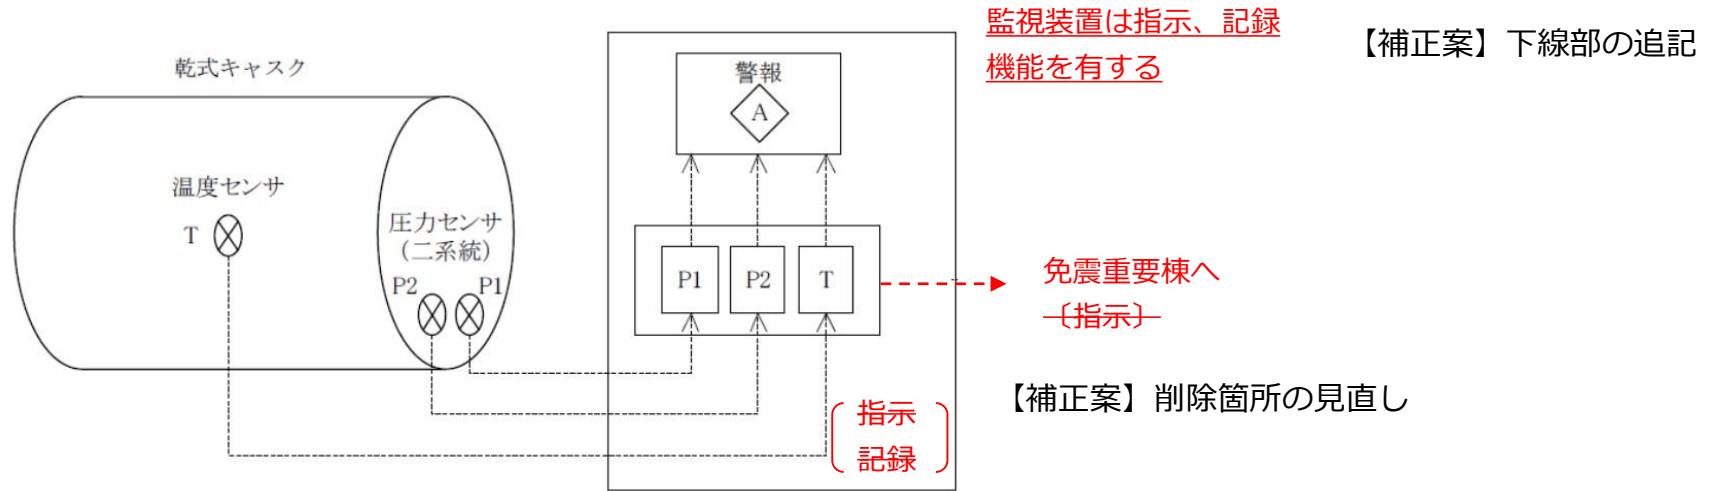 監視装置は指示、記録
機能を有する
【補正案】下線部の追記
乾式キャスク
警報
A
温度センサ
T
圧力センサ
(二系統)
P2
P1
P1
P2
T
免震重要棟へ
〔指示〕
【補正案】削除箇所の見直し
指示
記録